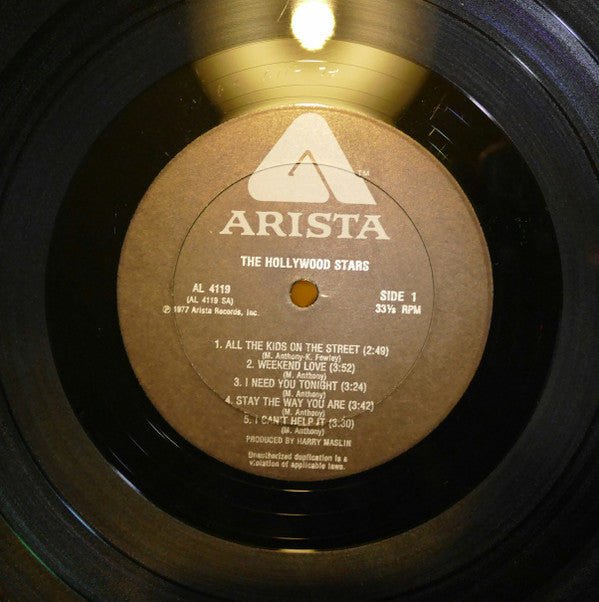 TM
ARISTA
THE HOLLYWOOD STARS
AL 4119
(AL 4119 SA)
℗ 1977 Arista Records, Inc.
SIDE 1
33⅓ RPM
1. ALL THE KIDS ON THE STREET (2:49)
(M. Anthony-K. Fowley)
2. WEEKEND LOVE (3:52)
(M. Anthony)
3. I NEED YOU TONIGHT (3:24)
(M. Anthony)
4. STAY THE WAY YOU ARE (3:42)
(M. Anthony)
5. I CAN'T HELP IT (3:30)
(M. Anthony)
PRODUCED BY HARRY MASLIN
Unauthorized duplication is a
violation of applicable laws.